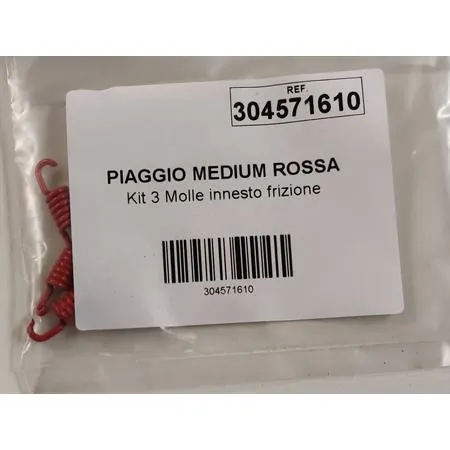 REF.
304571610
PIAGGIO MEDIUM ROSSA
Kit 3 Molle innesto frizione
304571610